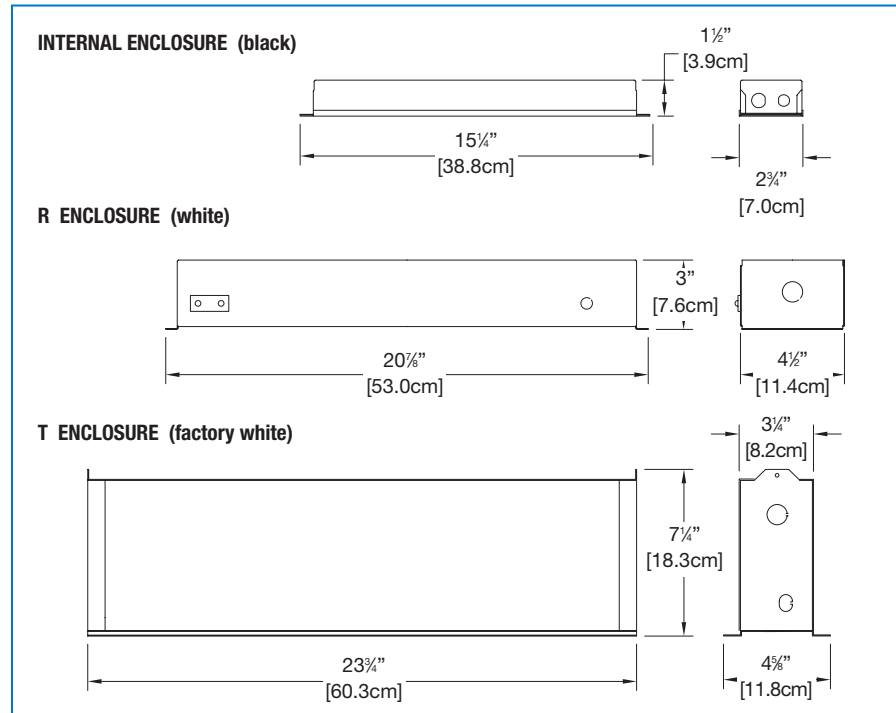 INTERNAL ENCLOSURE (black)
1½”
[3.9cm]
15¼”
[38.8cm]
2¾”
[7.0cm]
R ENCLOSURE (white)
3”
[7.6cm]
20⅞”
[53.0cm]
4½”
[11.4cm]
T ENCLOSURE (factory white)
3¼”
[8.2cm]
7¼”
[18.3cm]
23¾”
[60.3cm]
4⅝”
[11.8cm]